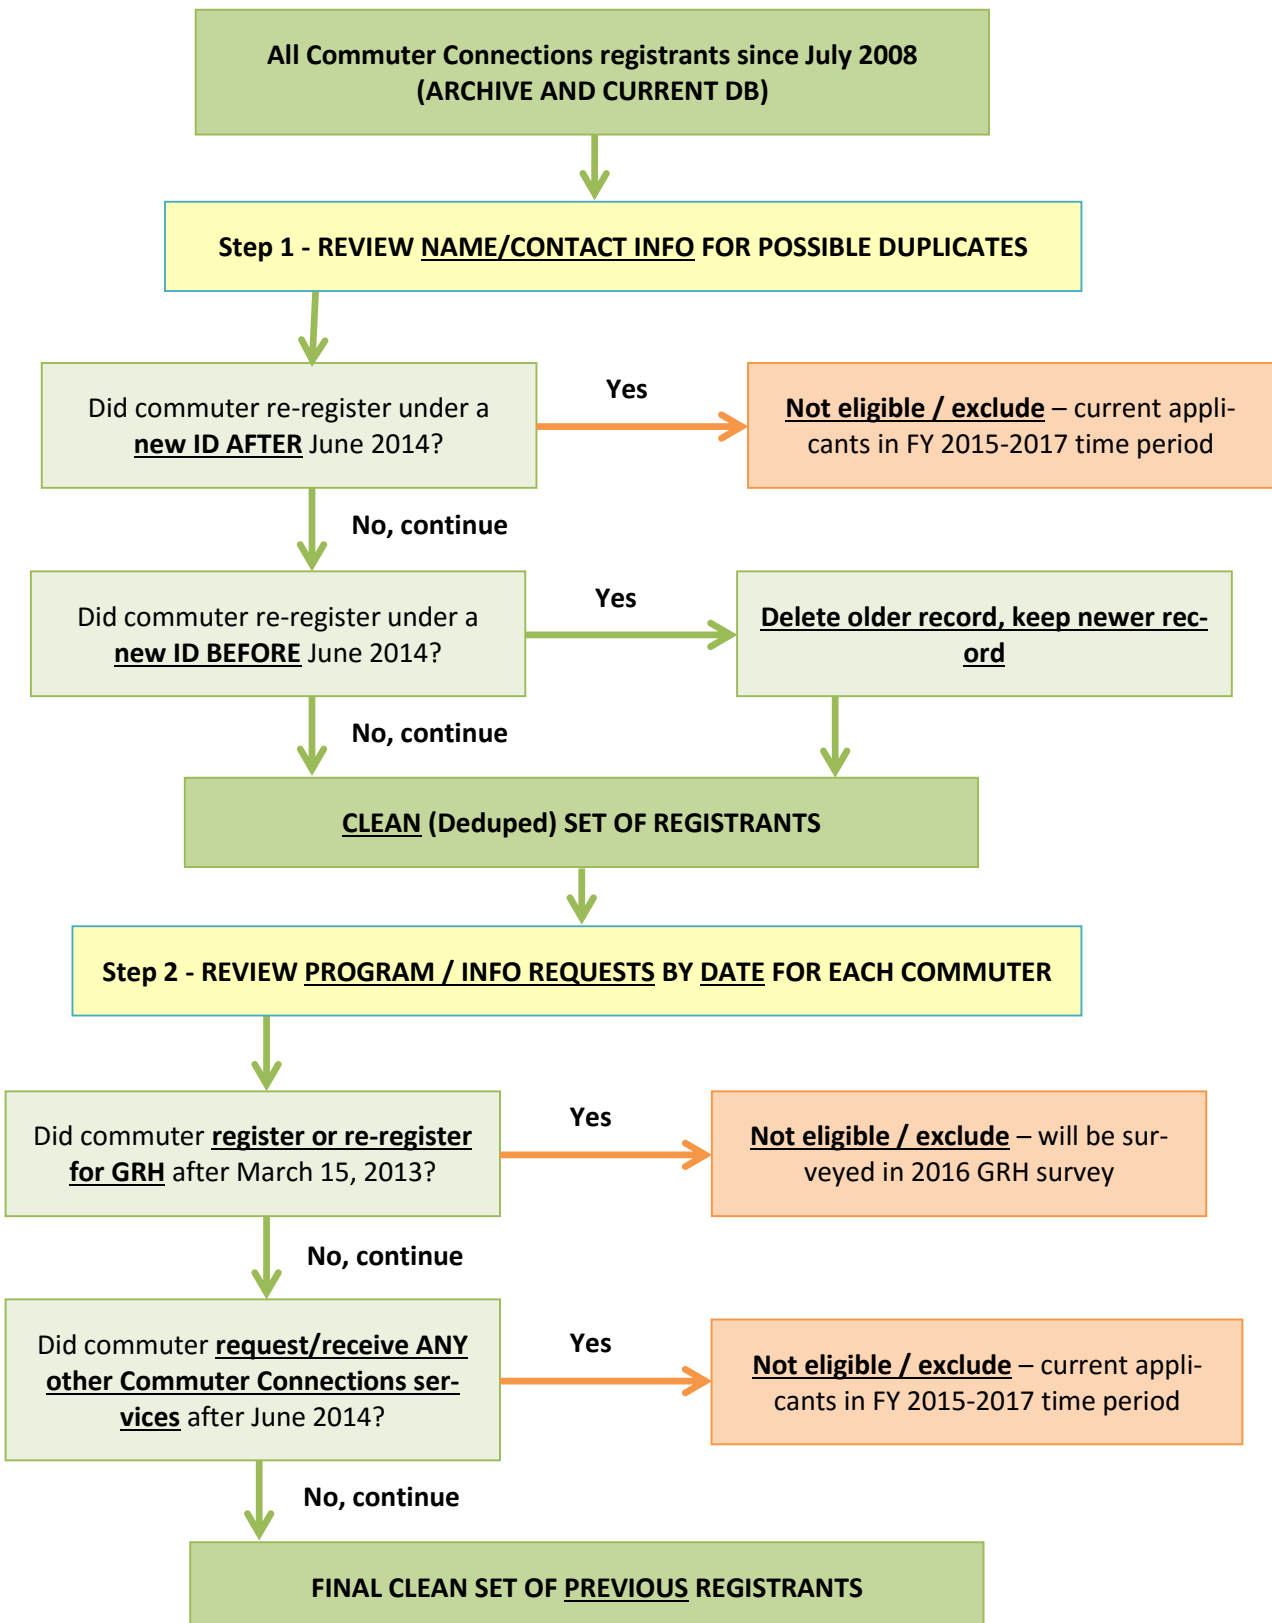 All Commuter Connections registrants since July 2008
(ARCHIVE AND CURRENT DB)
Step 1 - REVIEW NAME/CONTACT INFO FOR POSSIBLE DUPLICATES
Did commuter re-register under a
new ID AFTER June 2014?
Yes
Not eligible / exclude – current appli-
cants in FY 2015-2017 time period
No, continue
Did commuter re-register under a
new ID BEFORE June 2014?
Yes
Delete older record, keep newer rec-
ord
No, continue
CLEAN (Deduped) SET OF REGISTRANTS
Step 2 - REVIEW PROGRAM / INFO REQUESTS BY DATE FOR EACH COMMUTER
Did commuter register or re-register
for GRH after March 15, 2013?
Yes
Not eligible / exclude – will be sur-
veyed in 2016 GRH survey
No, continue
Did commuter request/receive ANY
other Commuter Connections ser-
vices after June 2014?
Yes
Not eligible / exclude – current appli-
cants in FY 2015-2017 time period
No, continue
FINAL CLEAN SET OF PREVIOUS REGISTRANTS